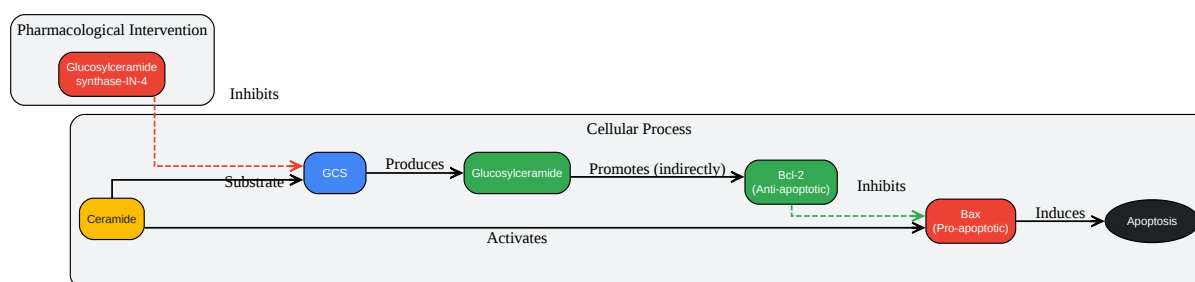 Pharmacological Intervention
Glucosylceramide
synthase-IN-4
Inhibits
Cellular Process
GCS
Produces
Glucosylceramide
Promotes (indirectly)
Bcl-2
(Anti-apoptotic)
Inhibits
Substrate
Ceramide
Activates
Bax
(Pro-apoptotic)
Induces
Apoptosis